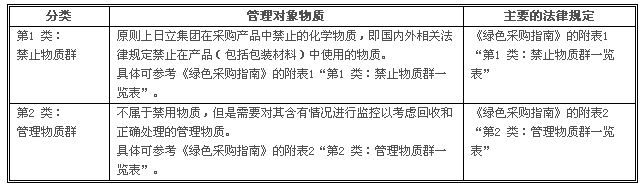 分类
管理对象物质
主要的法律规定
第1 类：
禁止物质群
原则上日立集团在采购产品中禁止的化学物质，即国内外相关法
律规定禁止在产品（包括包装材料）中使用的物质。
具体可参考《绿色采购指南》的附表1“第1 类：禁止物质群一
览表”。
《绿色采购指南》的附表1
“第1 类：禁止物质群一览
表”
第2 类：
管理物质群
不属于禁用物质，但是需要对其含有情况进行监控以考虑回收和
正确处理的管理物质。
具体可参考《绿色采购指南》的附表2“第2 类：管理物质群一
览表”。
《绿色采购指南》的附表2
“第2 类：管理物质群一览
表”